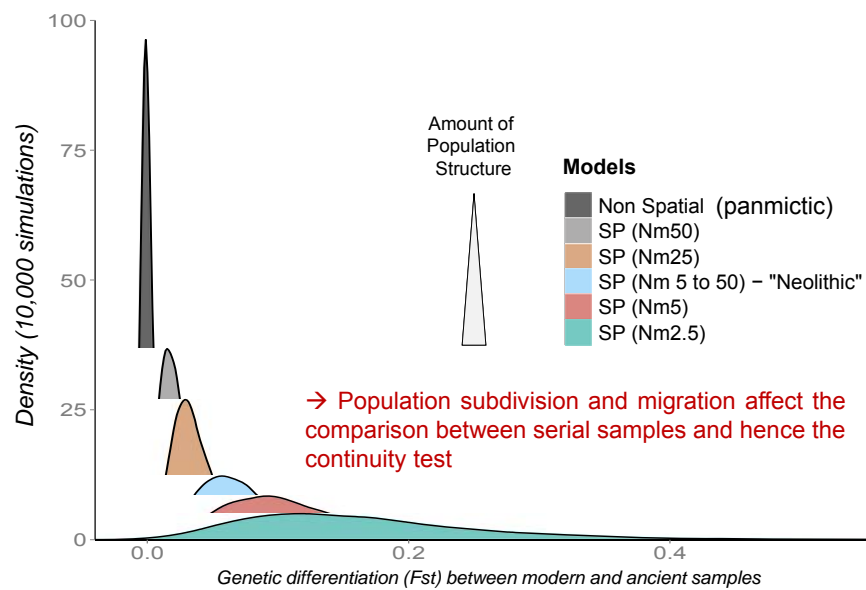 100
75
50
25
0
Density (10,000 simulations)
Amount of
Population
Structure
Models
Non Spatial (panmictic)
SP (Nm50)
SP (Nm25)
SP (Nm 5 to 50) − "Neolithic"
SP (Nm5)
SP (Nm2.5)
→ Population subdivision and migration affect the
comparison between serial samples and hence the
continuity test
0.0
0.2
0.4
Genetic differentiation (Fst) between modern and ancient samples